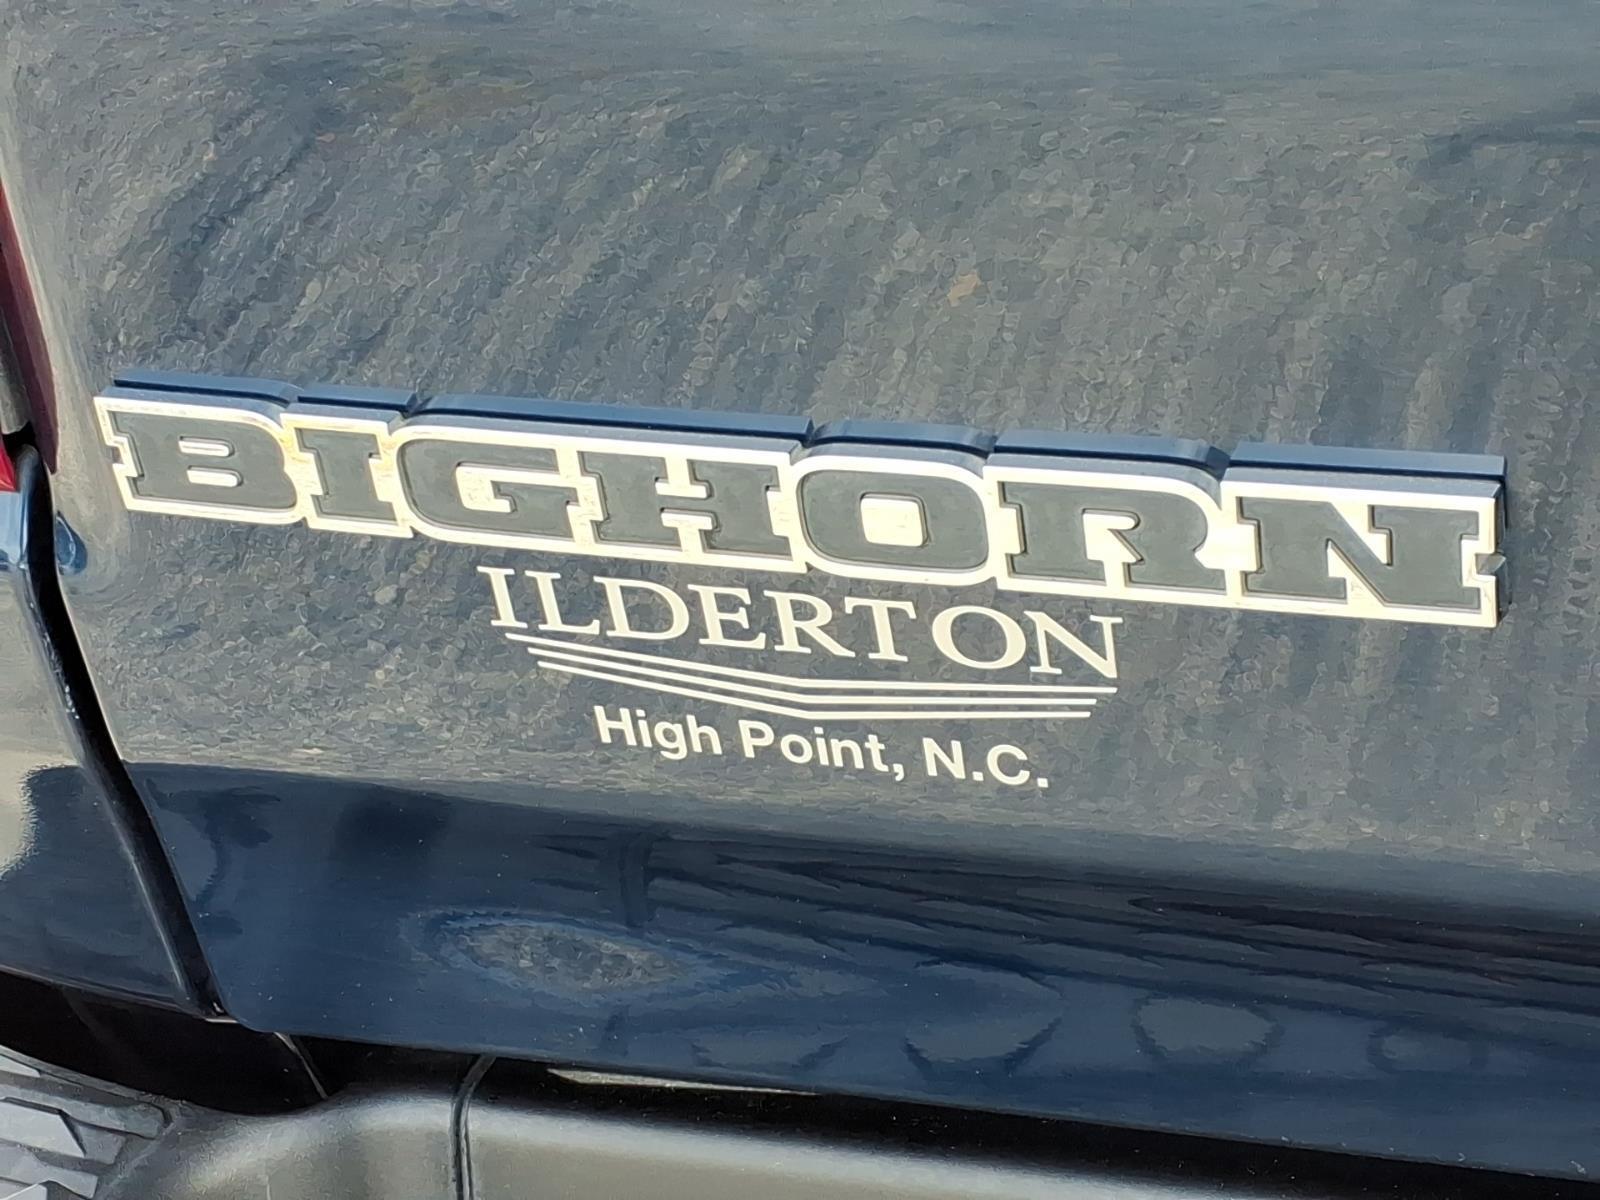 BIGHORN
ILDERTON
High Point, N.C.